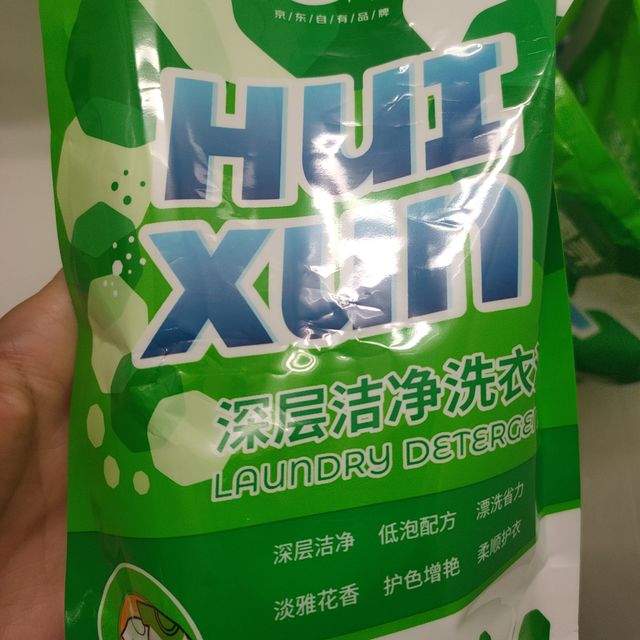 京东自有品牌
HUI
XUN
深层洁净洗衣
LAUNDRY DETERGE
深层洁净 低泡配方 漂洗省力
淡雅花香 护色增艳 柔顺护衣